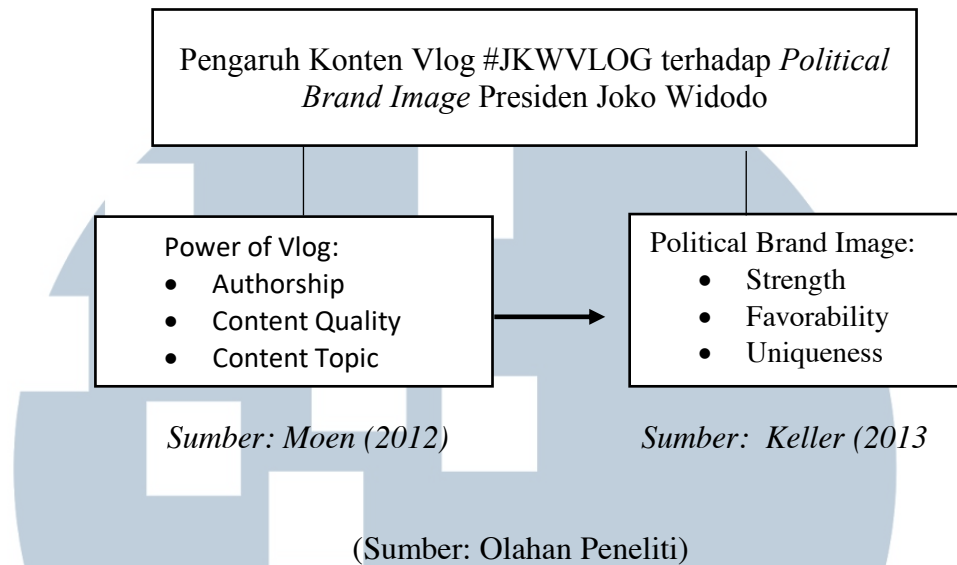 Pengaruh Konten Vlog #JKWVLOG terhadap Political
Brand Image Presiden Joko Widodo
Power of Vlog:
• Authorship
• Content Quality
• Content Topic
Political Brand Image:
• Strength
• Favorability
• Uniqueness
Sumber: Moen (2012)
Sumber: Keller (2013
(Sumber: Olahan Peneliti)